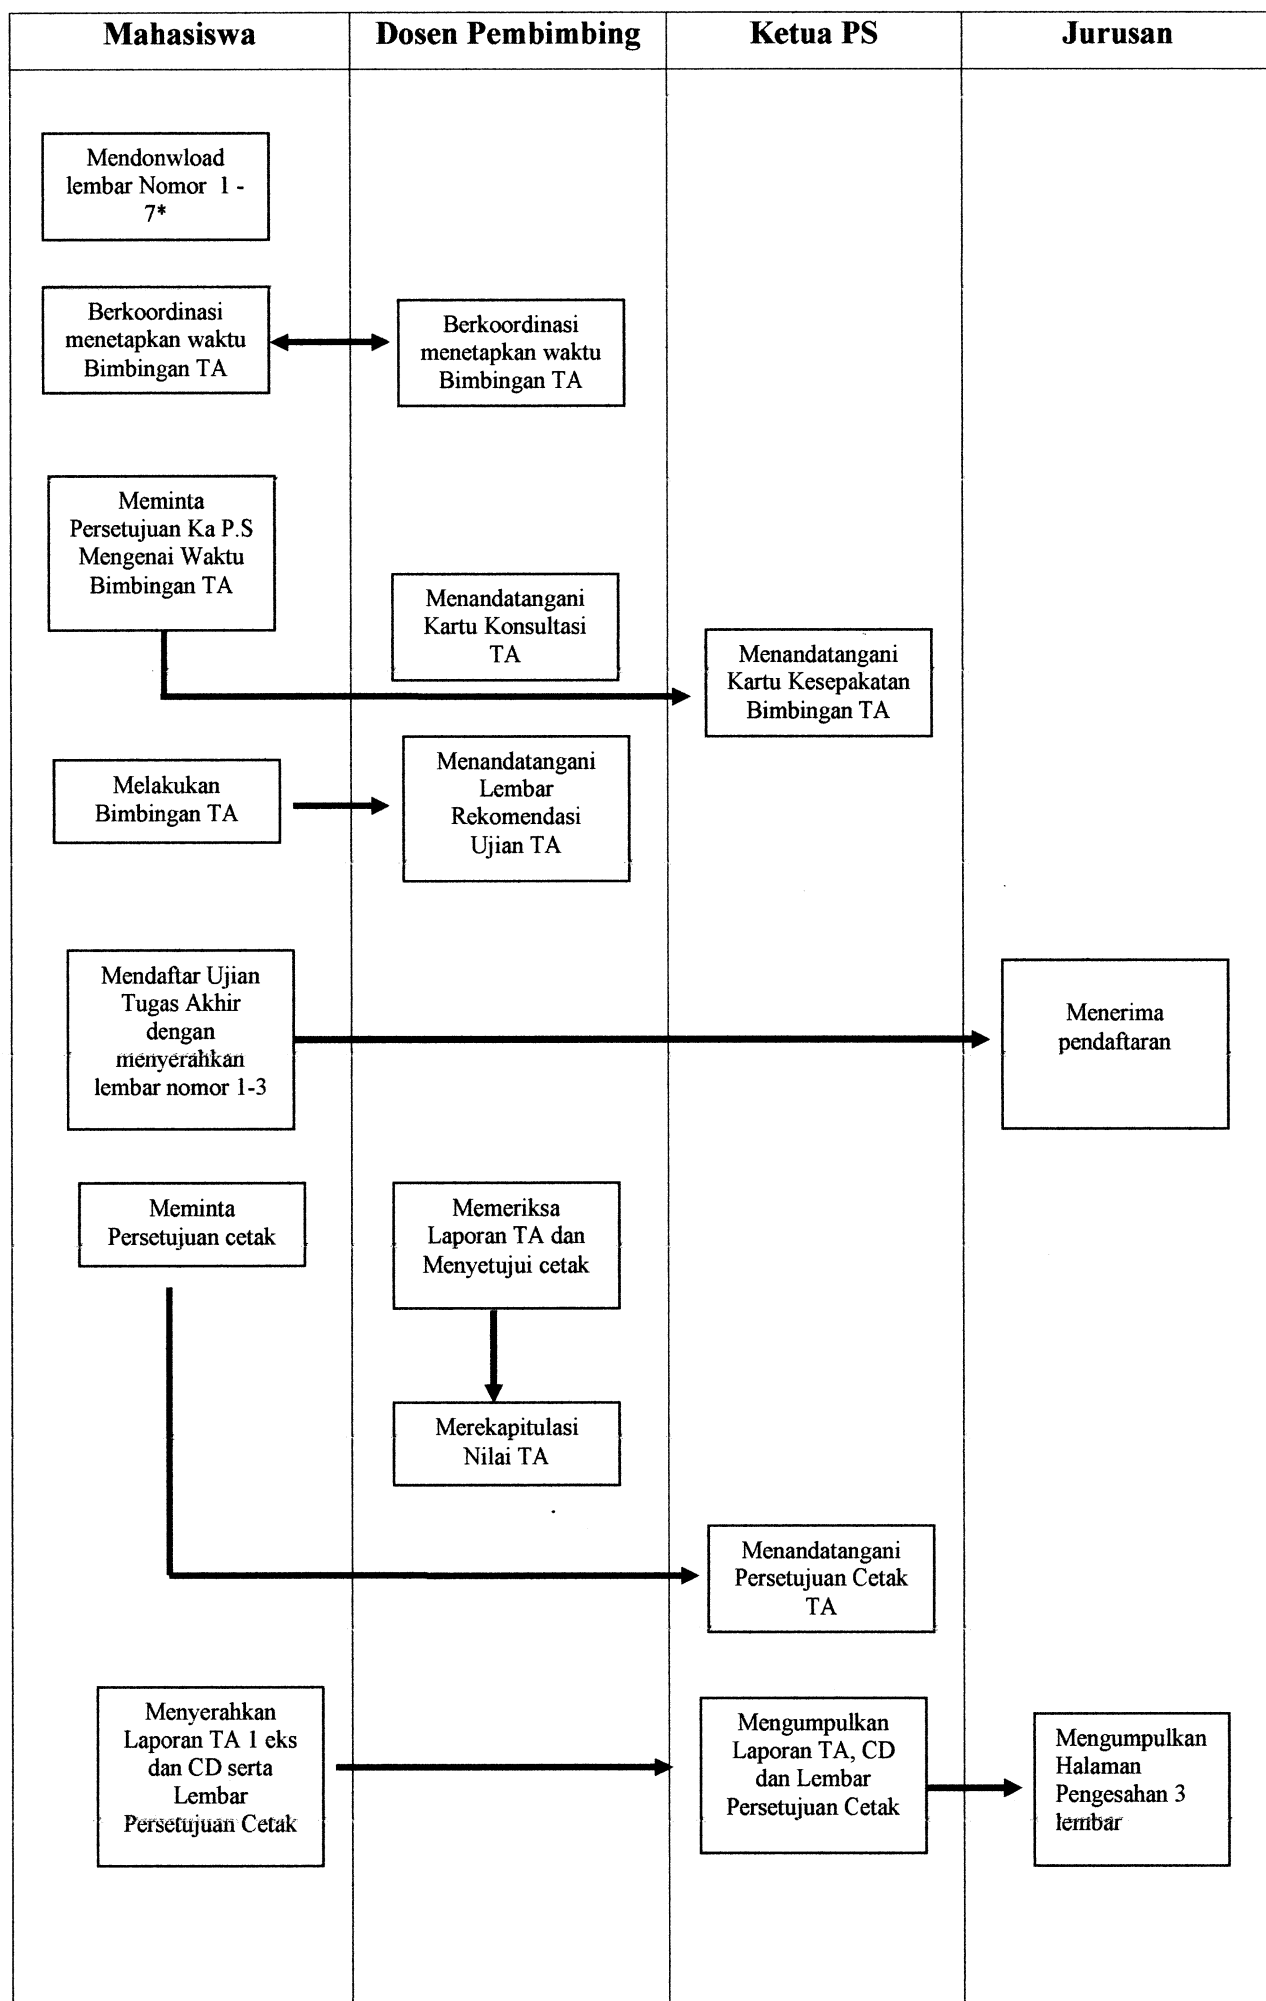 Mahasiswa
Dosen Pembimbing
Ketua PS
Jurusan
Mendonwload
lembar Nomor 1 -
7*
Berkoordinasi
menetapkan waktu
Bimbingan TA
Berkoordinasi
menetapkan waktu
Bimbingan TA
Meminta
Persetujuan Ka P.S
Mengenai Waktu
Bimbingan TA
Menandatangani
Kartu Konsultasi
TA
Menandatangani
Kartu Kesepakatan
Bimbingan TA
Melakukan
Bimbingan TA
Menandatangani
Lembar
Rekomendasi
Ujian TA
Mendaftar Ujian
Tugas Akhir
dengan
menyerahkan
lembar nomor 1-3
Menerima
pendaftaran
Meminta
Persetujuan cetak
Memeriksa
Laporan TA dan
Menyetujui cetak
Merekapitulasi
Nilai TA
Menandatangani
Persetujuan Cetak
TA
Menyerahkan
Laporan TA 1 eks
dan CD serta
Lembar
Persetujuan Cetak
Mengumpulkan
Laporan TA, CD
dan Lembar
Persetujuan Cetak
Mengumpulkan
Halaman
Pengesahan 3
lembar